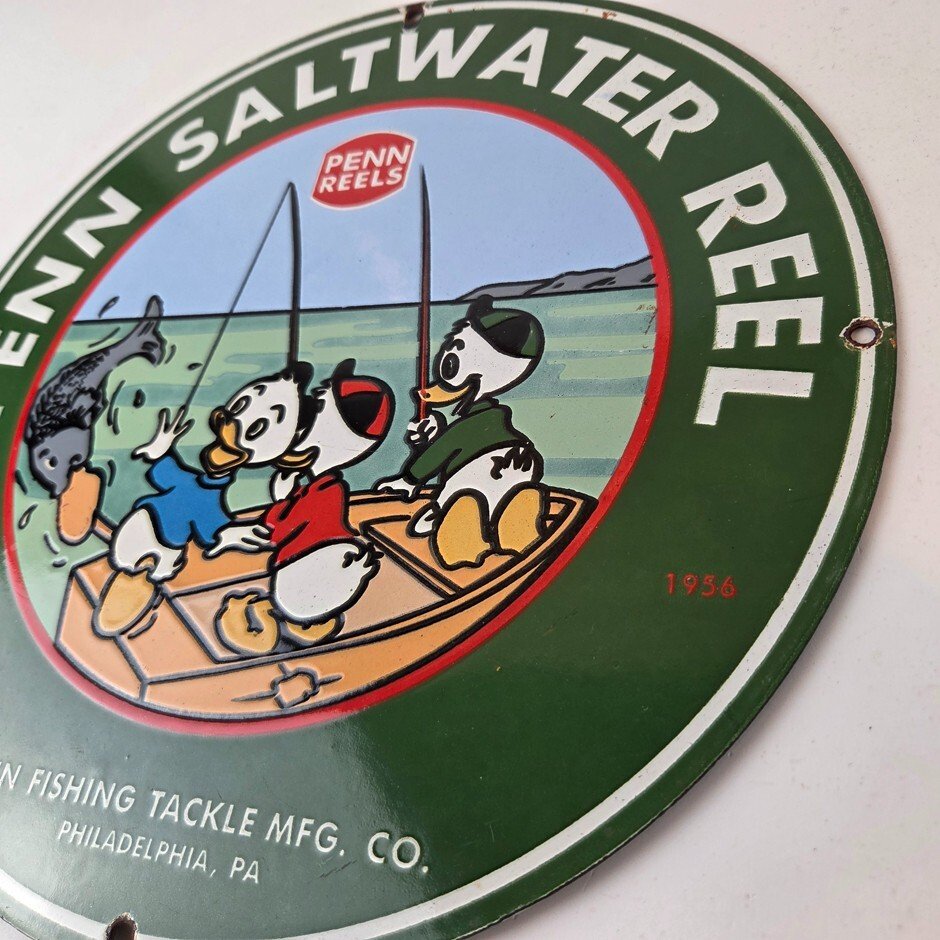 ENN SALTWATER REEL
PENN
REELS
1956
N FISHING TACKLE MFG. CO.
PHILADELPHIA, PA